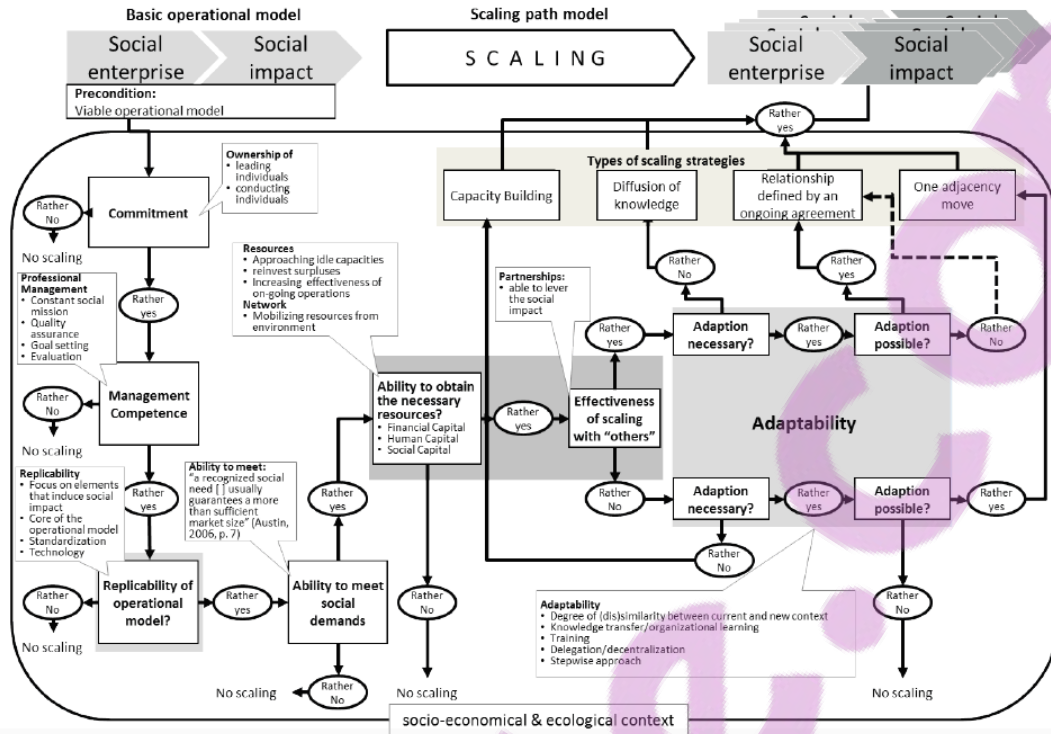 Basic operational model
Scaling path model
Social
enterprise
Social
impact
SCALING
Social
enterprise
Social
impact
Precondition:
Viable operational model
Rather
yes
Types of scaling strategies
Capacity Building
Diffusion of
knowledge
Relationship
defined by an
ongoing agreement
One adjacency
move
Ownership of
• leading
individuals
• conducting
individuals
Commitment
Rather
No
No scaling
Rather
yes
Professional
Management
• Constant social
mission
• Quality
assurance
• Goal setting
• Evaluation
Management
Competence
Rather
No
No scaling
Rather
yes
Replicability
• Focus on elements
that induce social
impact
• Core of the
operational model
• Standardization
• Technology
Replicability of
operational
model?
Rather
No
No scaling
Rather
yes
Ability to meet:
"a recognized social
need [ ] usually
guarantees a more than
sufficient
market size" (Austin,
2006, p. 7)
Ability to meet
social
demands
Rather
yes
Rather
No
No scaling
Resources
• Approaching idle capacities
• reinvest surpluses
• Increasing effectiveness of
on-going operations
Network
• Mobilizing resources from
environment
Ability to obtain
the necessary
resources?
• Financial Capital
• Human Capital
• Social Capital
Rather
No
No scaling
Rather
yes
Partnerships:
• able to lever
the social
impact
Effectiveness
of scaling
with "others"
Rather
yes
Adaption
necessary?
Rather
No
Rather
yes
Adaption
possible?
Rather
yes
Rather
No
Adaptability
Rather
No
Adaption
necessary?
Rather
No
Rather
yes
Adaption
possible?
Rather
yes
Rather
No
No scaling
Adaptability
• Degree of (dis)similarity between current and new context
• Knowledge transfer/organizational learning
• Training
• Delegation/decentralization
• Stepwise approach
socio-economical & ecological context